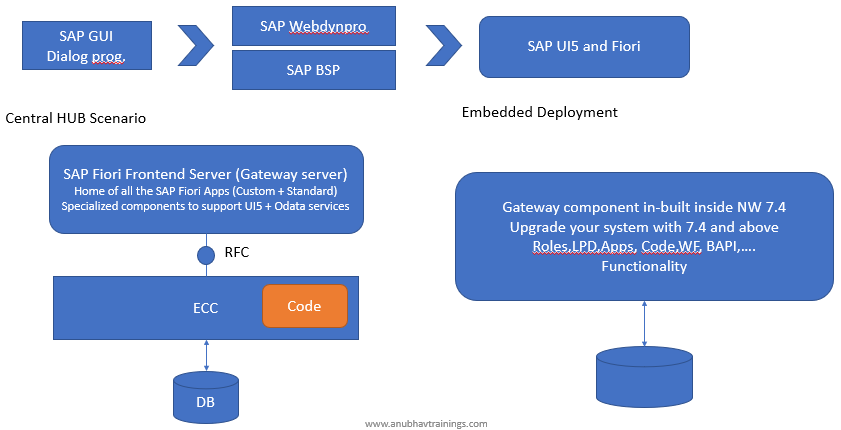 SAP GUI
Dialog prog.
SAP Webdynpro
SAP BSP
SAP UI5 and Fiori
Central HUB Scenario
Embedded Deployment
SAP Fiori Frontend Server (Gateway server)
Home of all the SAP Fiori Apps (Custom + Standard)
Specialized components to support UI5 + Odata services
RFC
ECC
Code
DB
Gateway component in-built inside NW 7.4
Upgrade your system with 7.4 and above
Roles,LPD,Apps, Code,WF, BAPI,....
Functionality
www.anubhavtrainings.com